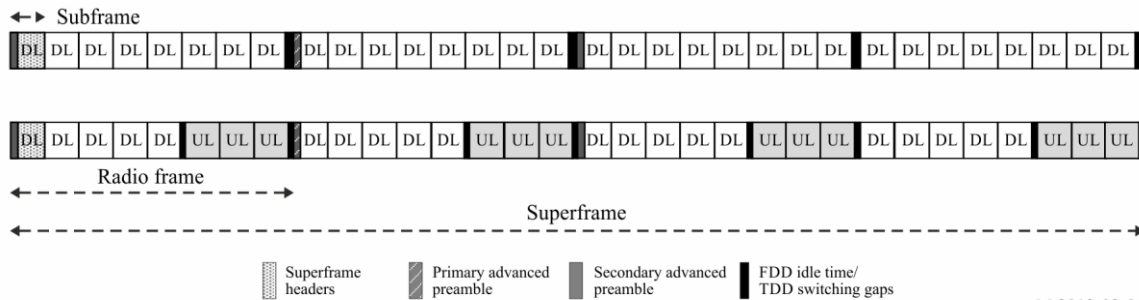 Subframe
DL DL DL DL DL DL DL DL DL DL DL DL DL DL DL DL DL DL DL DL DL DL DL DL DL DL DL DL DL DL DL DL
DL DL DL DL DL UL UL UL DL DL DL DL DL UL UL UL DL DL DL DL DL UL UL UL DL DL DL DL DL UL UL UL
Radio frame
Superframe
Superframe
headers
Primary advanced
preamble
Secondary advanced
preamble
FDD idle time/
TDD switching gaps